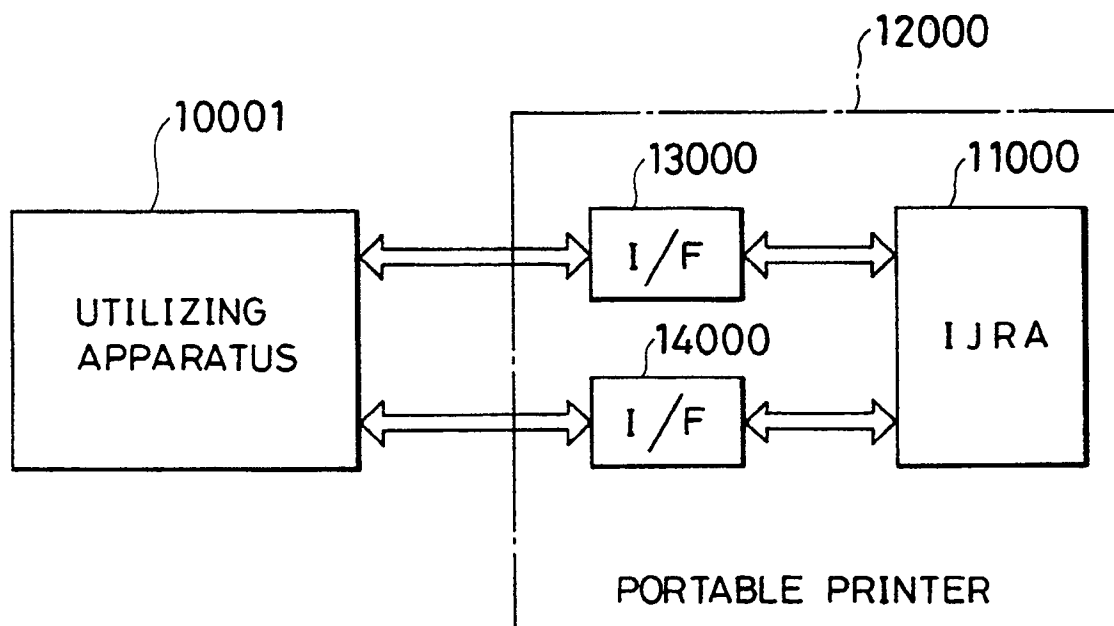 12000
10001
13000
11000
I/F
UTILIZING
APPARATUS
IJRA
14000
I/F
PORTABLE PRINTER